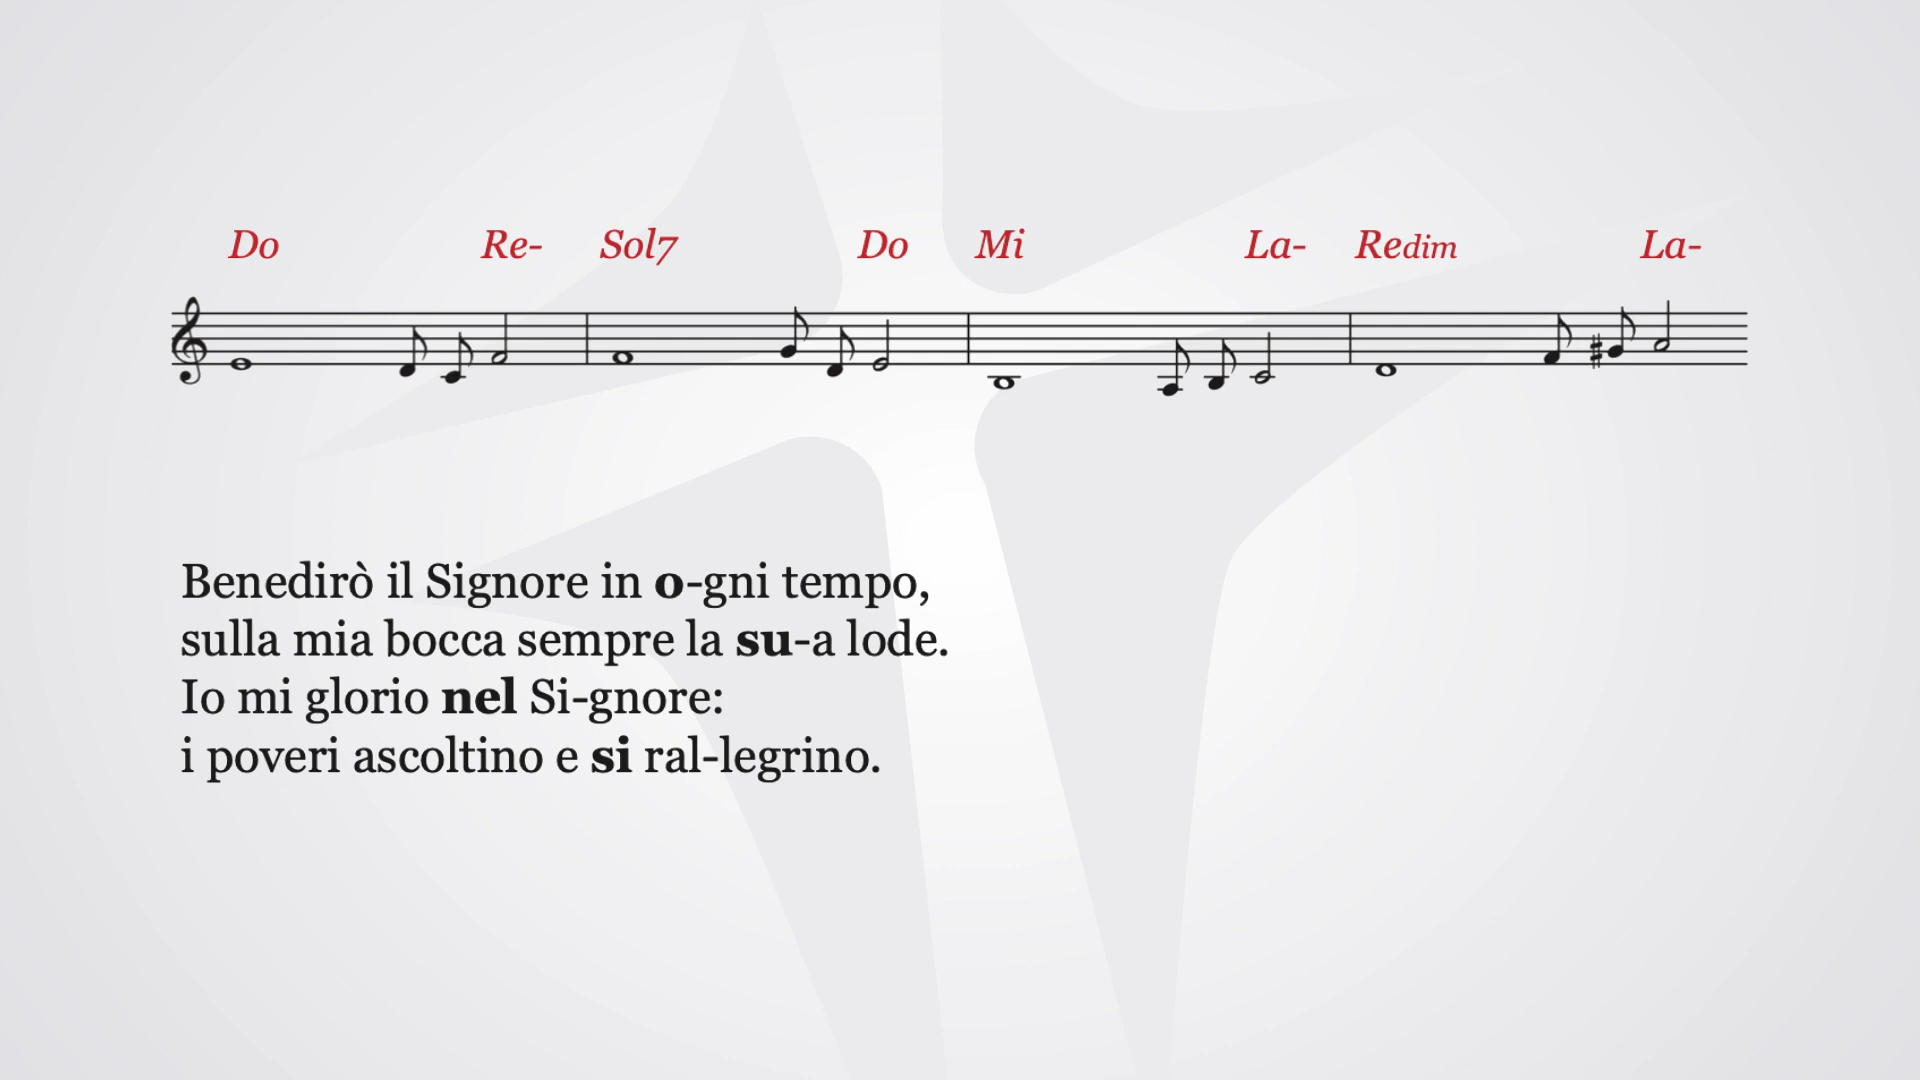 Do Re- Sol7 Do Mi La- Redim La-
Benedirò il Signore in o-gni tempo,
sulla mia bocca sempre la su-a lode.
Io mi glorio nel Si-gnore:
i poveri ascoltino e si ral-legrino.